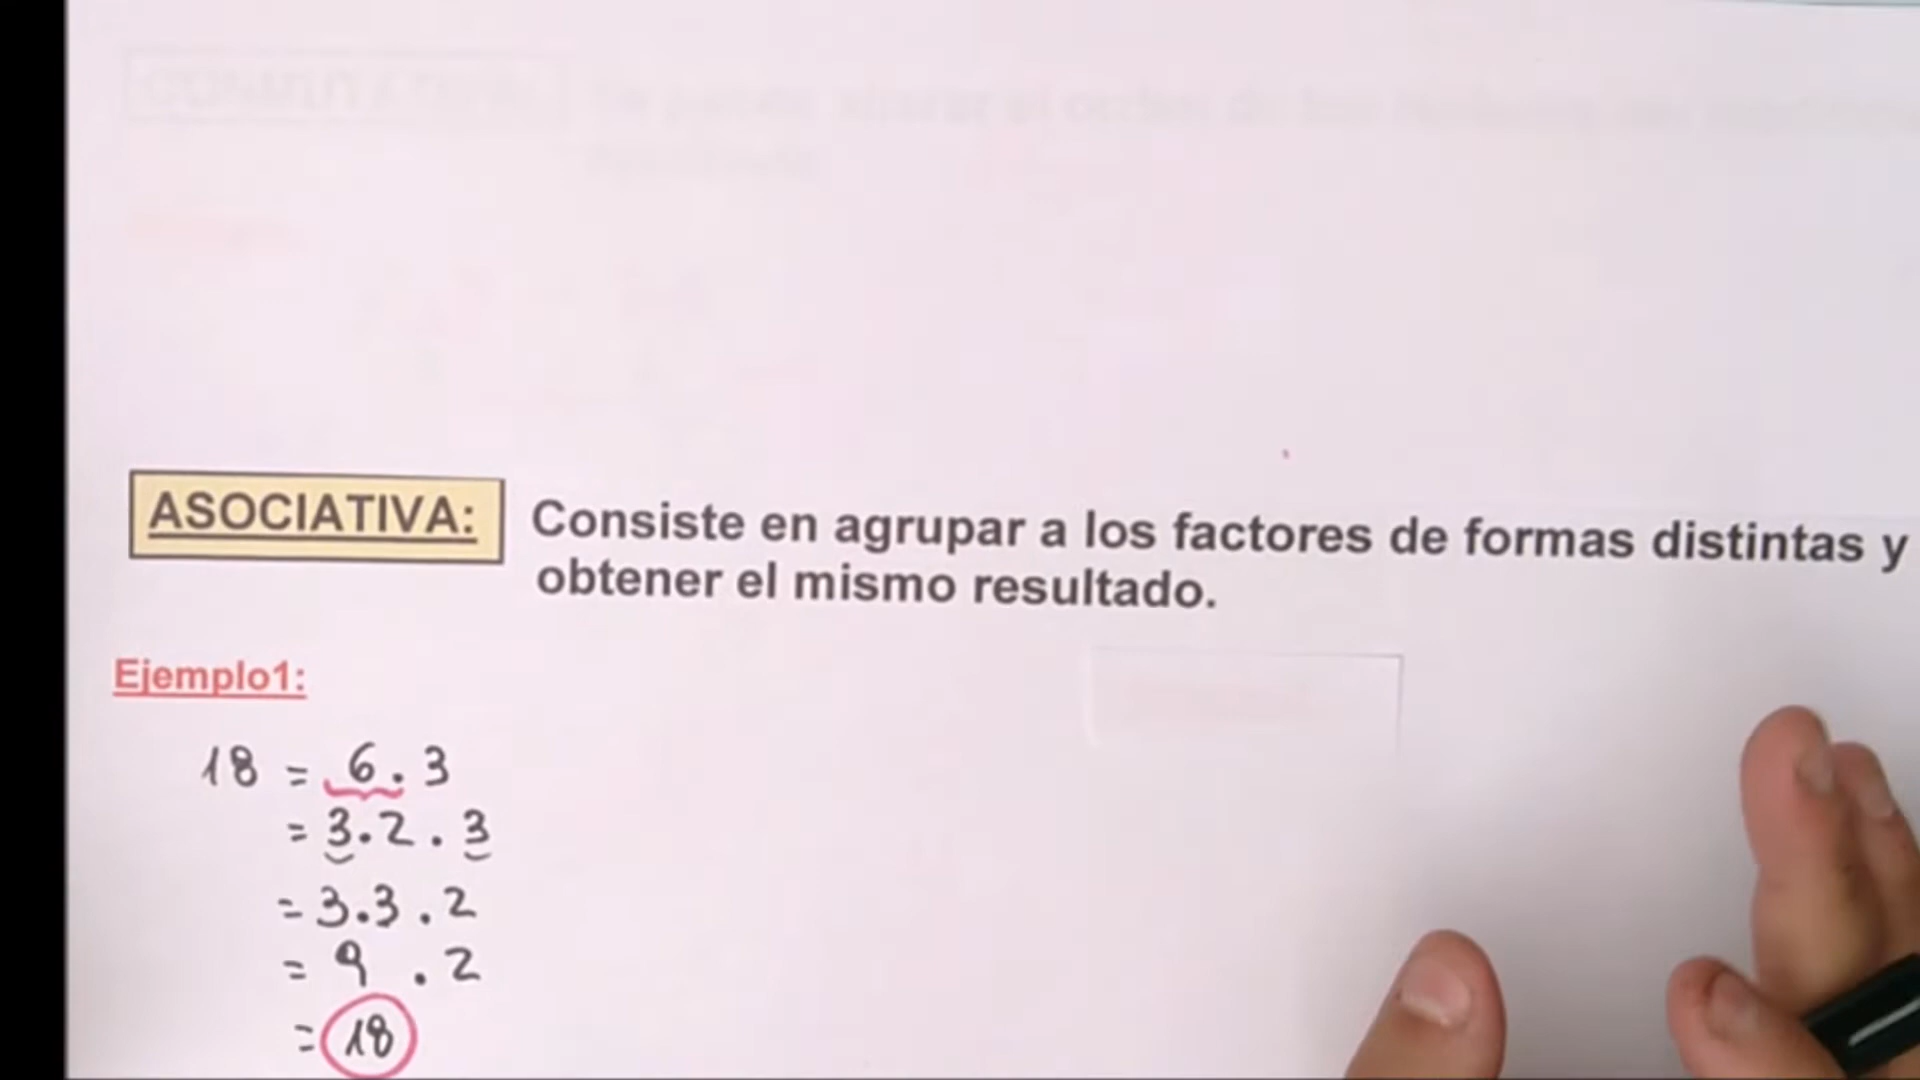 ASOCIATIVA: Consiste en agrupar a los factores de formas distintas y
obtener el mismo resultado.
Ejemplo1:
18 = 6.3
= 3.2.3
= 3.3.2
= 9.2
= 18